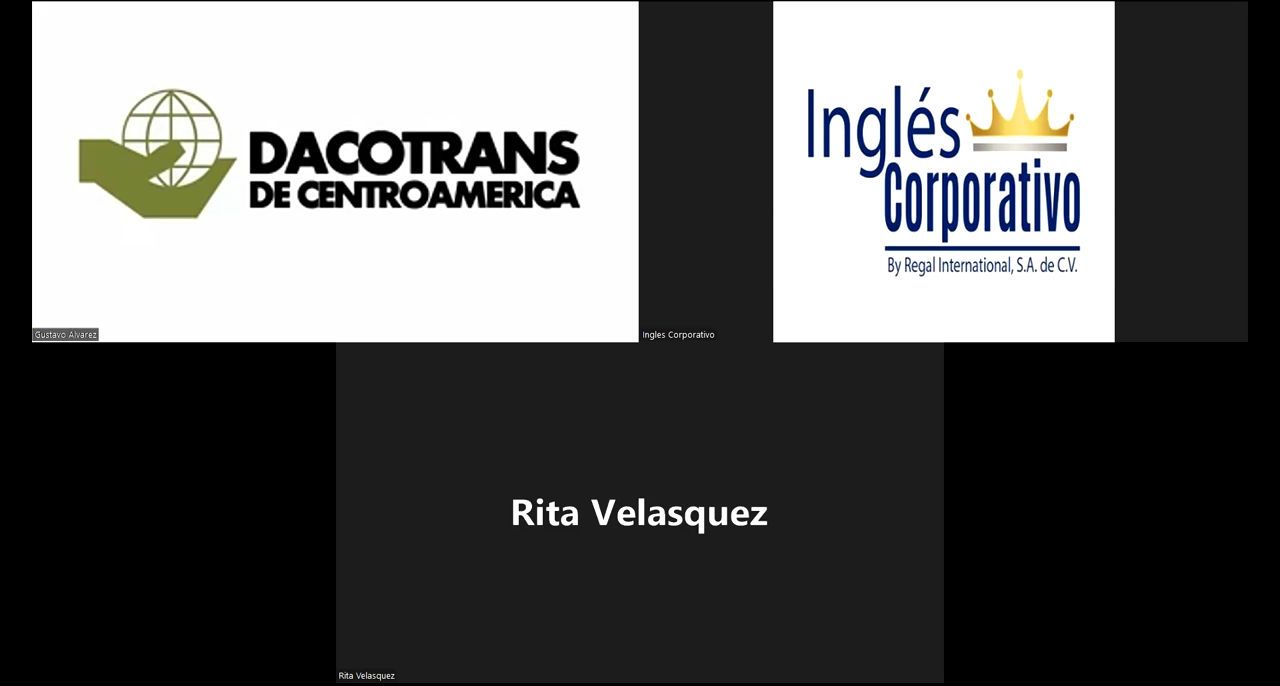 DACOTRANS
DE CENTROAMERICA
Gustavo Alvarez
Inglés
Corporativo
By Regal International, S.A. de C.V.
Ingles Corporativo
Rita Velasquez
Rita Velasquez